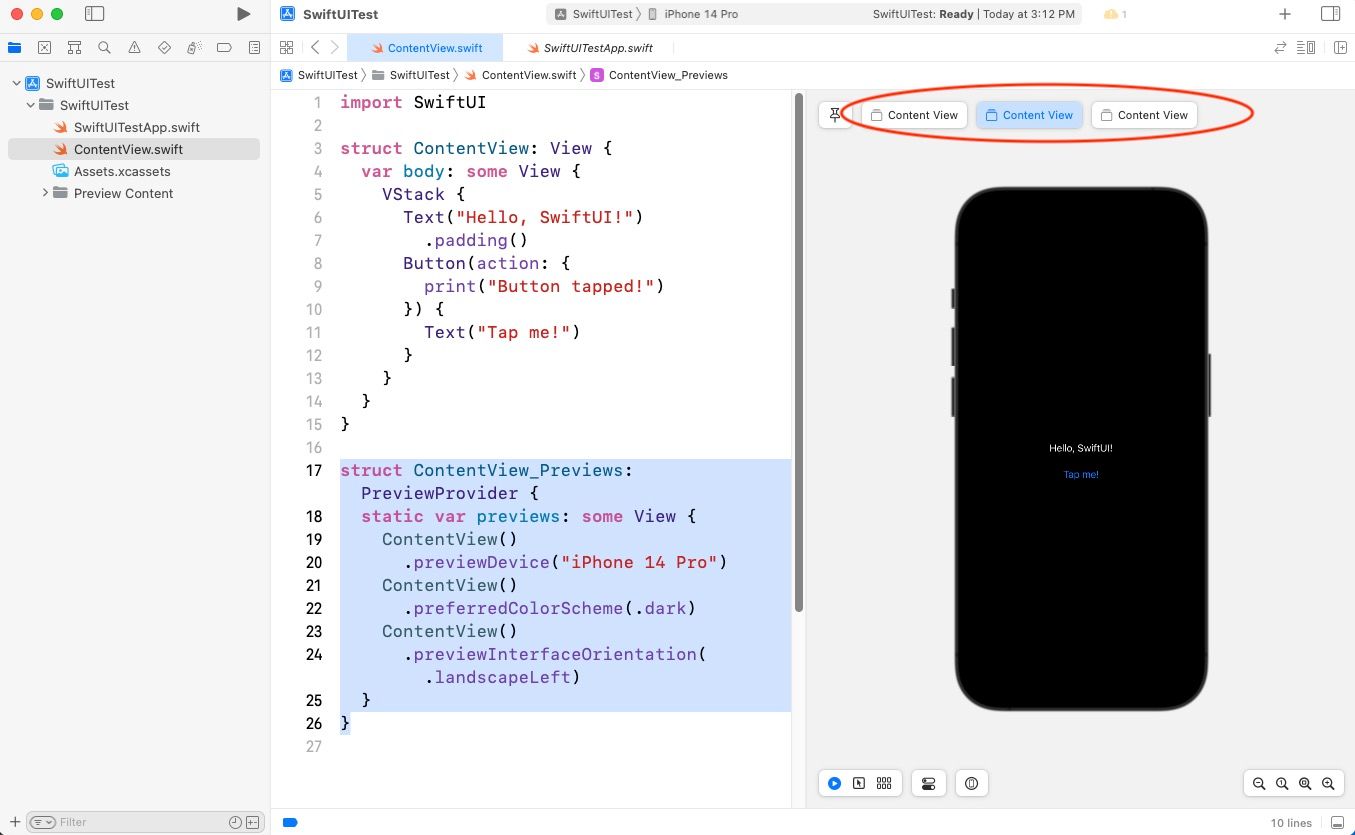 SwiftUITest
SwiftUITest 〉 iPhone 14 Pro
SwiftUITest: Ready | Today at 3:12 PM
1
ContentView.swift
SwiftUITestApp.swift
SwiftUITest 〉 SwiftUITest 〉 ContentView.swift 〉 S ContentView_Previews
SwiftUITest
SwiftUITest
SwiftUITestApp.swift
ContentView.swift
Assets.xcassets
Preview Content
Filter
1 import SwiftUI
2
3 struct ContentView: View {
4 var body: some View {
5 VStack {
6 Text("Hello, SwiftUI!")
7 .padding()
8 Button(action: {
9 print("Button tapped!")
10 }) {
11 Text("Tap me!")
12 }
13 }
14 }
15 }
16
17 struct ContentView_Previews:
PreviewProvider {
18 static var previews: some View {
19 ContentView()
20 .previewDevice("iPhone 14 Pro")
21 ContentView()
22 .preferredColorScheme(.dark)
23 ContentView()
24 .previewInterfaceOrientation(
.landscapeLeft)
25 }
26 }
27
Content View
Content View
Content View
Hello, SwiftUI!
Tap me!
10 lines